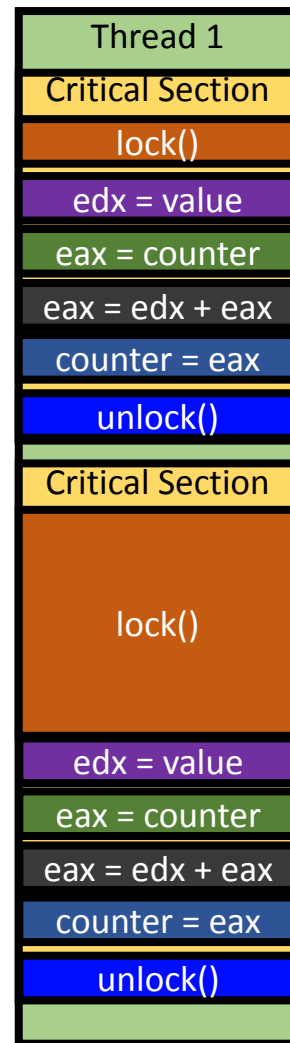 Thread 1
Critical Section
lock()
edx = value
eax = counter
eax = edx + eax
counter = eax
unlock()
Critical Section
lock()
edx = value
eax = counter
eax = edx + eax
counter = eax
unlock()